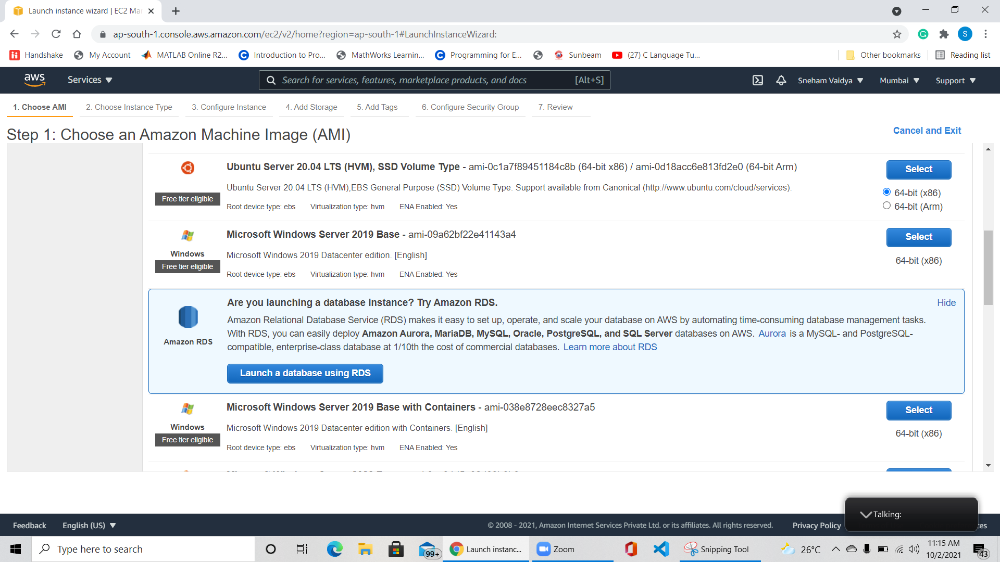 Launch instance wizard | EC2 Mar
ap-south-1.console.aws.amazon.com/ec2/v2/home?region=ap-south-1#LaunchInstanceWizard:
S
Handshake
My Account
MATLAB Online R2...
Introduction to Pro...
MathWorks Learnin...
Programming for E...
Sunbeam
(27) C Language Tu...
Other bookmarks
Reading list
aws
Services
Search for services, features, marketplace products, and docs
[Alt+S]
Sneham Vaidya
Mumbai
Support
1. Choose AMI
2. Choose Instance Type
3. Configure Instance
4. Add Storage
5. Add Tags
6. Configure Security Group
7. Review
Step 1: Choose an Amazon Machine Image (AMI)
Cancel and Exit
Ubuntu Server 20.04 LTS (HVM), SSD Volume Type - ami-0c1a7f89451184c8b (64-bit x86) / ami-0d18acc6e813fd2e0 (64-bit Arm)
Select
Ubuntu Server 20.04 LTS (HVM),EBS General Purpose (SSD) Volume Type. Support available from Canonical (http://www.ubuntu.com/cloud/services).
64-bit (x86)
Free tier eligible
Root device type: ebs
Virtualization type: hvm
ENA Enabled: Yes
64-bit (Arm)
Microsoft Windows Server 2019 Base - ami-09a62bf22e41143a4
Select
Windows
Microsoft Windows 2019 Datacenter edition. [English]
64-bit (x86)
Free tier eligible
Root device type: ebs
Virtualization type: hvm
ENA Enabled: Yes
Are you launching a database instance? Try Amazon RDS.
Hide
Amazon RDS
Amazon Relational Database Service (RDS) makes it easy to set up, operate, and scale your database on AWS by automating time-consuming database management tasks.
With RDS, you can easily deploy Amazon Aurora, MariaDB, MySQL, Oracle, PostgreSQL, and SQL Server databases on AWS. Aurora is a MySQL- and PostgreSQL-
compatible, enterprise-class database at 1/10th the cost of commercial databases. Learn more about RDS
Launch a database using RDS
Microsoft Windows Server 2019 Base with Containers - ami-038e8728eec8327a5
Select
Windows
Microsoft Windows 2019 Datacenter edition with Containers. [English]
64-bit (x86)
Free tier eligible
Root device type: ebs
Virtualization type: hvm
ENA Enabled: Yes
Talking:
Feedback
English (US)
© 2008 - 2021, Amazon Internet Services Private Ltd. or its affiliates. All rights reserved.
Privacy Policy
ces
Type here to search
99+
Launch instanc...
Zoom
Snipping Tool
26°C
11:15 AM
10/2/2021
43